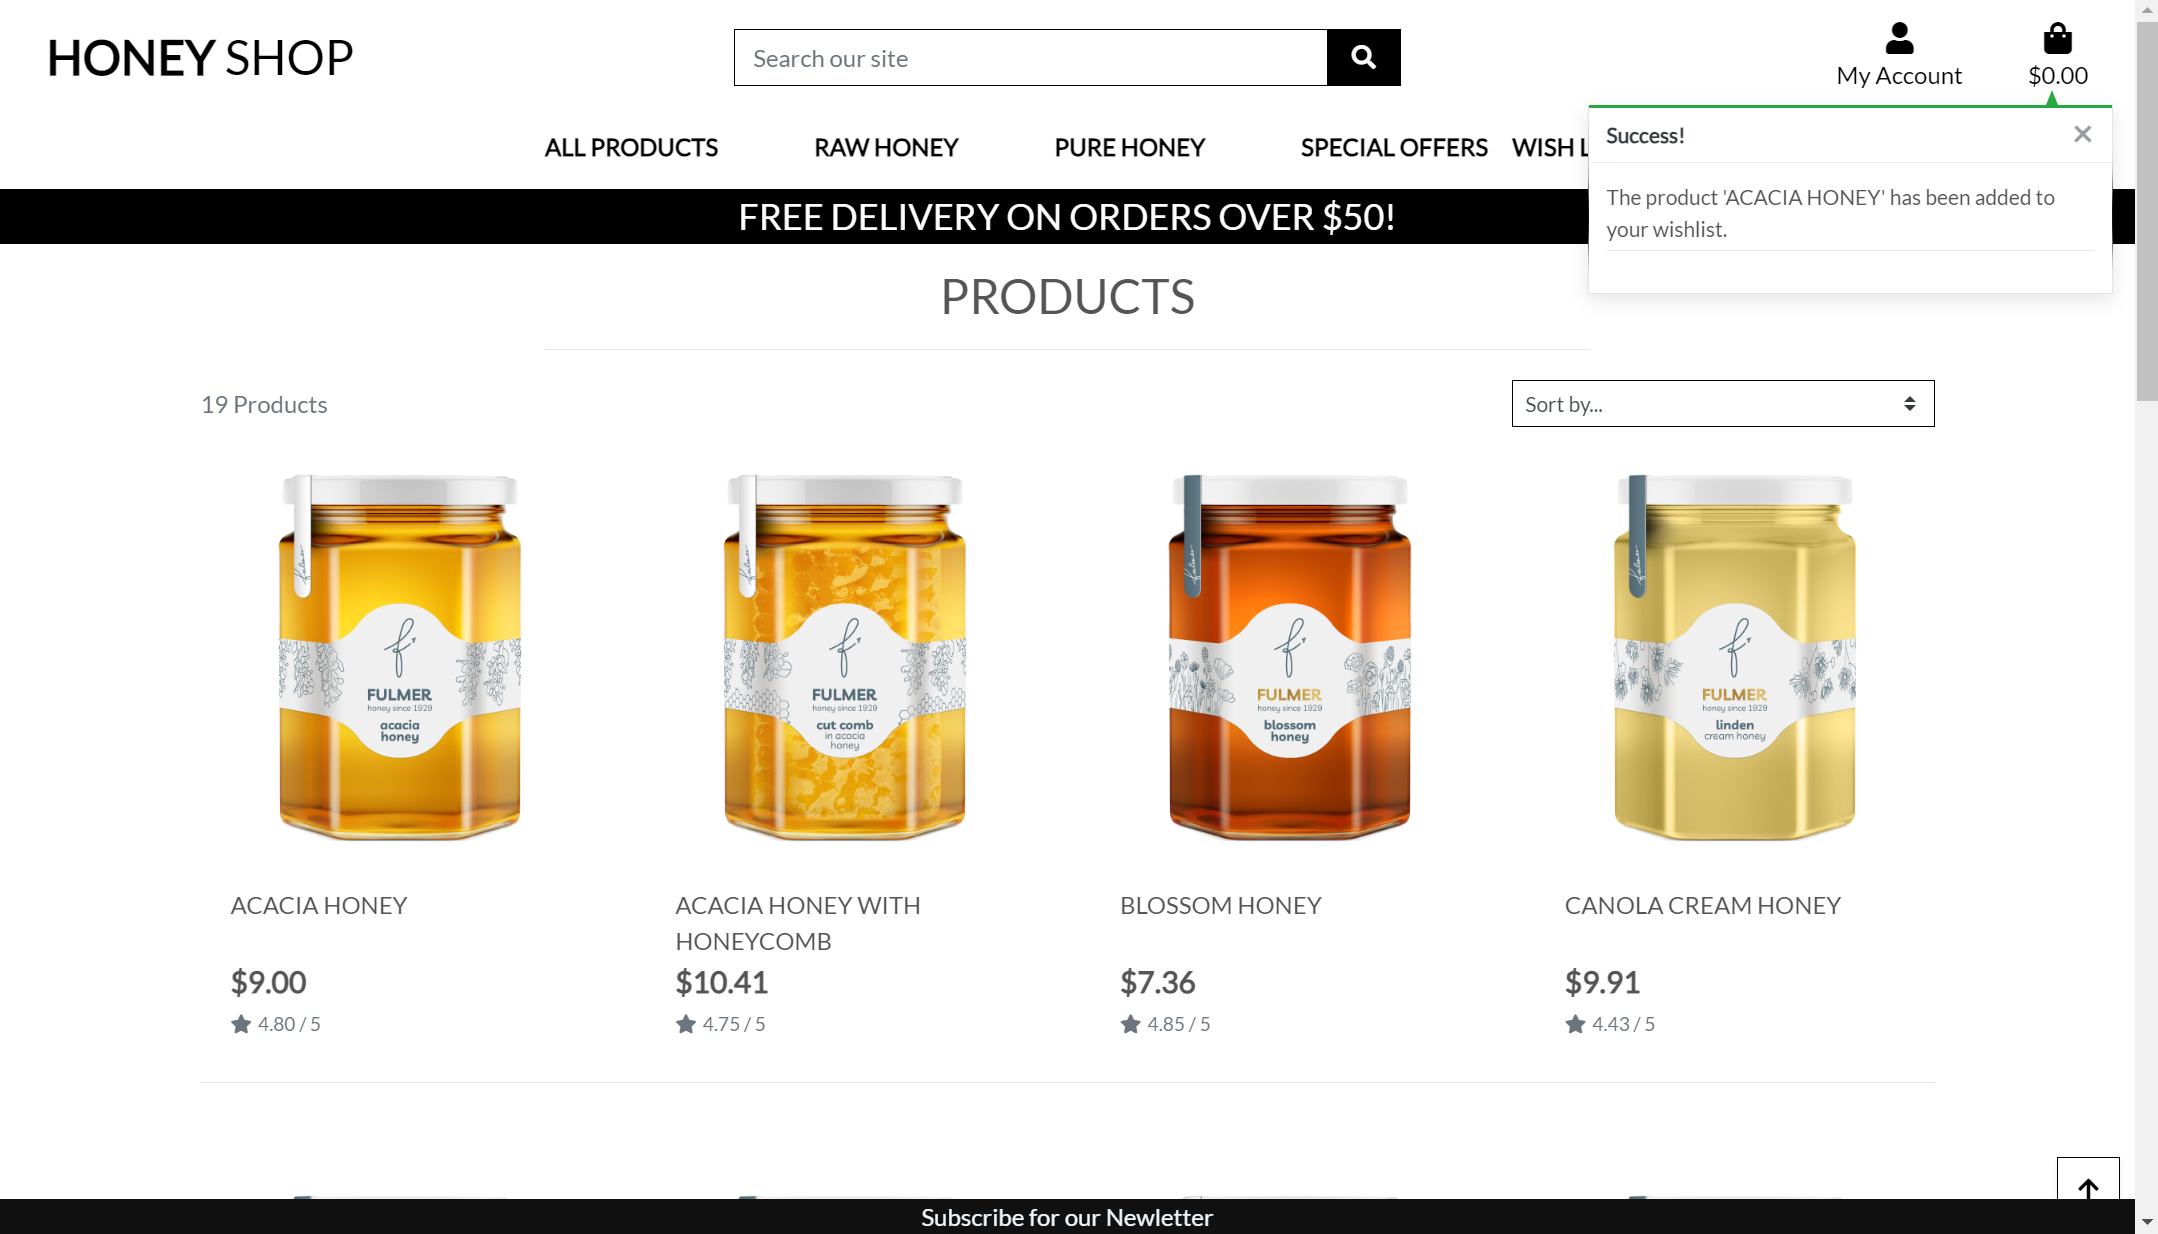 HONEY SHOP
Search our site
My Account
$0.00
ALL PRODUCTS
RAW HONEY
PURE HONEY
SPECIAL OFFERS
WISH L
Success!
The product 'ACACIA HONEY' has been added to
your wishlist.
FREE DELIVERY ON ORDERS OVER $50!
PRODUCTS
19 Products
Sort by...
FULMER
honey since 1929
acacia
honey
FULMER
honey since 1929
cut comb
in acacia
honey
FULMER
honey since 1929
blossom
honey
FULMER
honey since 1929
linden
cream honey
ACACIA HONEY
$9.00
4.80 / 5
ACACIA HONEY WITH
HONEYCOMB
$10.41
4.75 / 5
BLOSSOM HONEY
$7.36
4.85 / 5
CANOLA CREAM HONEY
$9.91
4.43 / 5
Subscribe for our Newletter